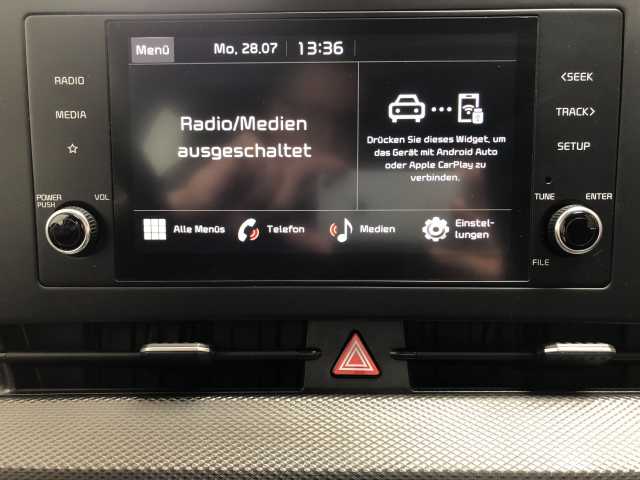 Menü Mo, 28.07 13:36
RADIO
MEDIA
☆
POWER
PUSH
VOL
Radio/Medien
ausgeschaltet
Drücken Sie dieses Widget, um
das Gerät mit Android Auto
oder Apple CarPlay zu
verbinden.
Alle Menüs
Telefon
Medien
Einstel-
lungen
<SEEK
TRACK>
SETUP
TUNE
ENTER
FILE